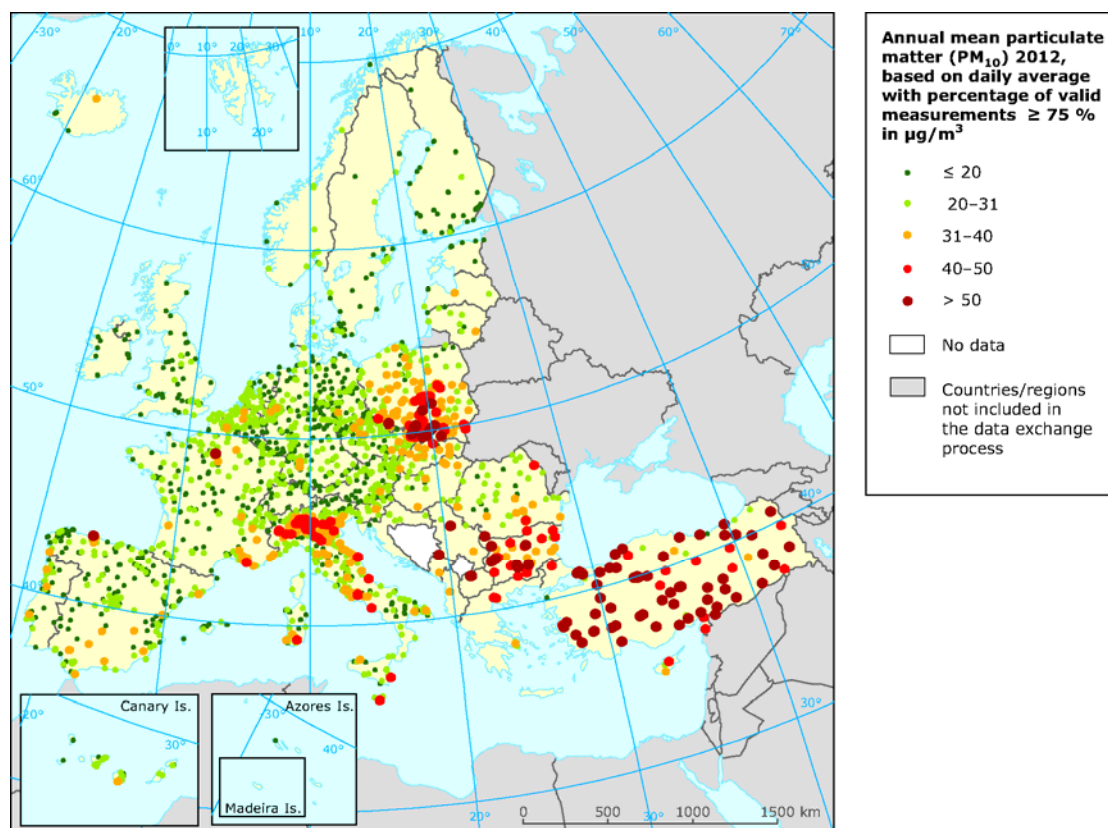 -30°
-20°
-10°
0°
10°
20°
30°
40°
50°
60°
70°
0°
10°
20°
30°
10°
20°
60°
50°
50°
40°
40°
Canary Is.
20°
30°
Azores Is.
-30°
40°
Madeira Is.
30°
20°
30°
0 500 1000 1500 km
Annual mean particulate
matter (PM10) 2012,
based on daily average
with percentage of valid
measurements ≥ 75 %
in µg/m³
≤ 20
20–31
31–40
40–50
> 50
No data
Countries/regions
not included in
the data exchange
process